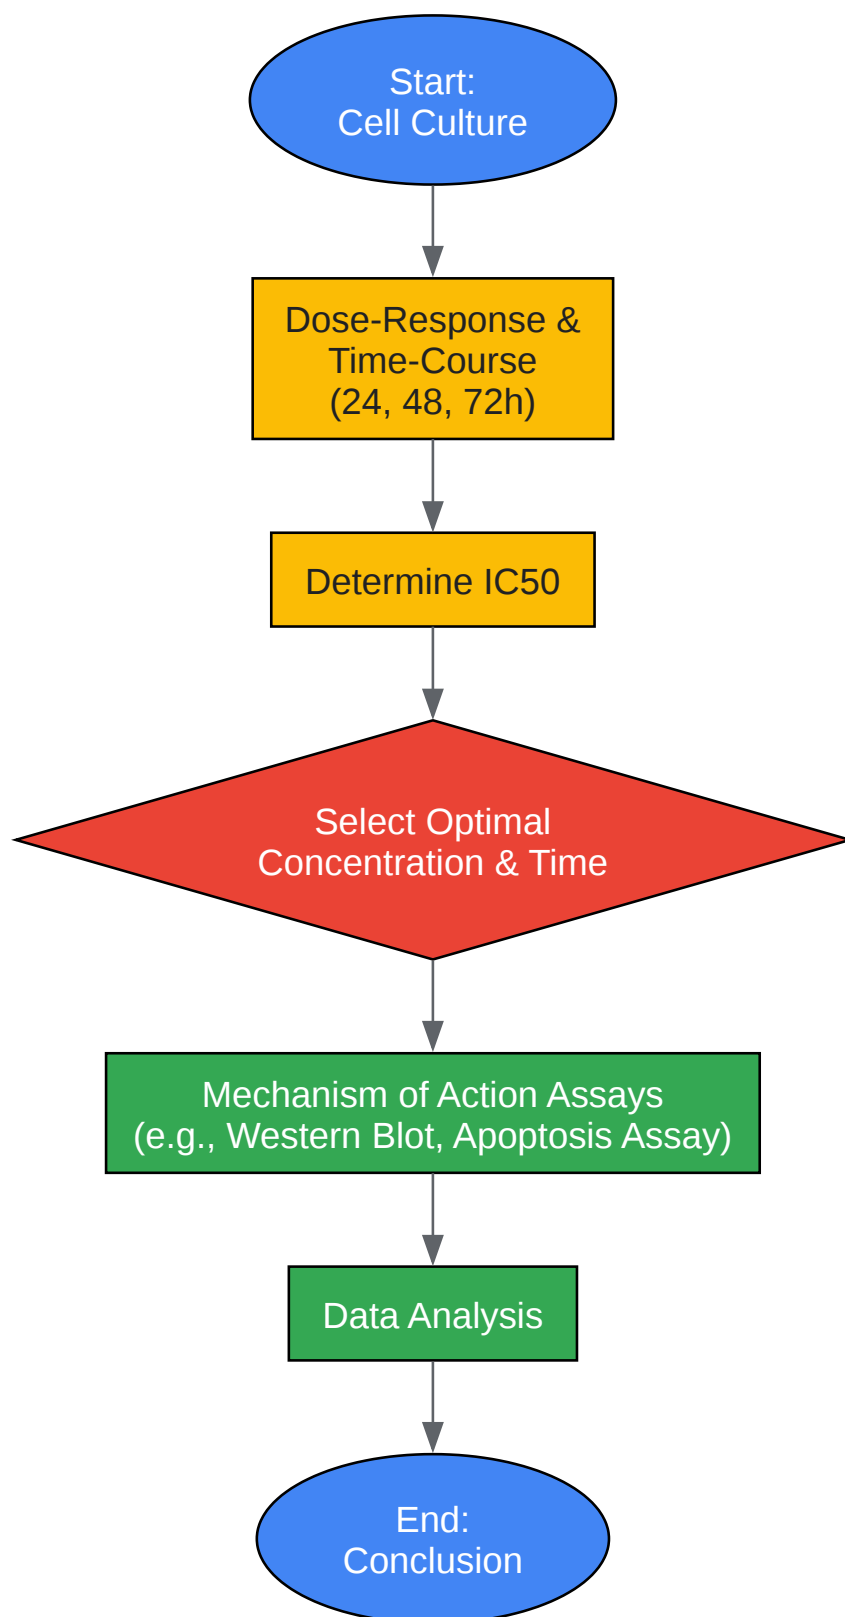 Start:
Cell Culture
Dose-Response &
Time-Course
(24, 48, 72h)
Determine IC50
Select Optimal
Concentration & Time
Mechanism of Action Assays
(e.g., Western Blot, Apoptosis Assay)
Data Analysis
End:
Conclusion